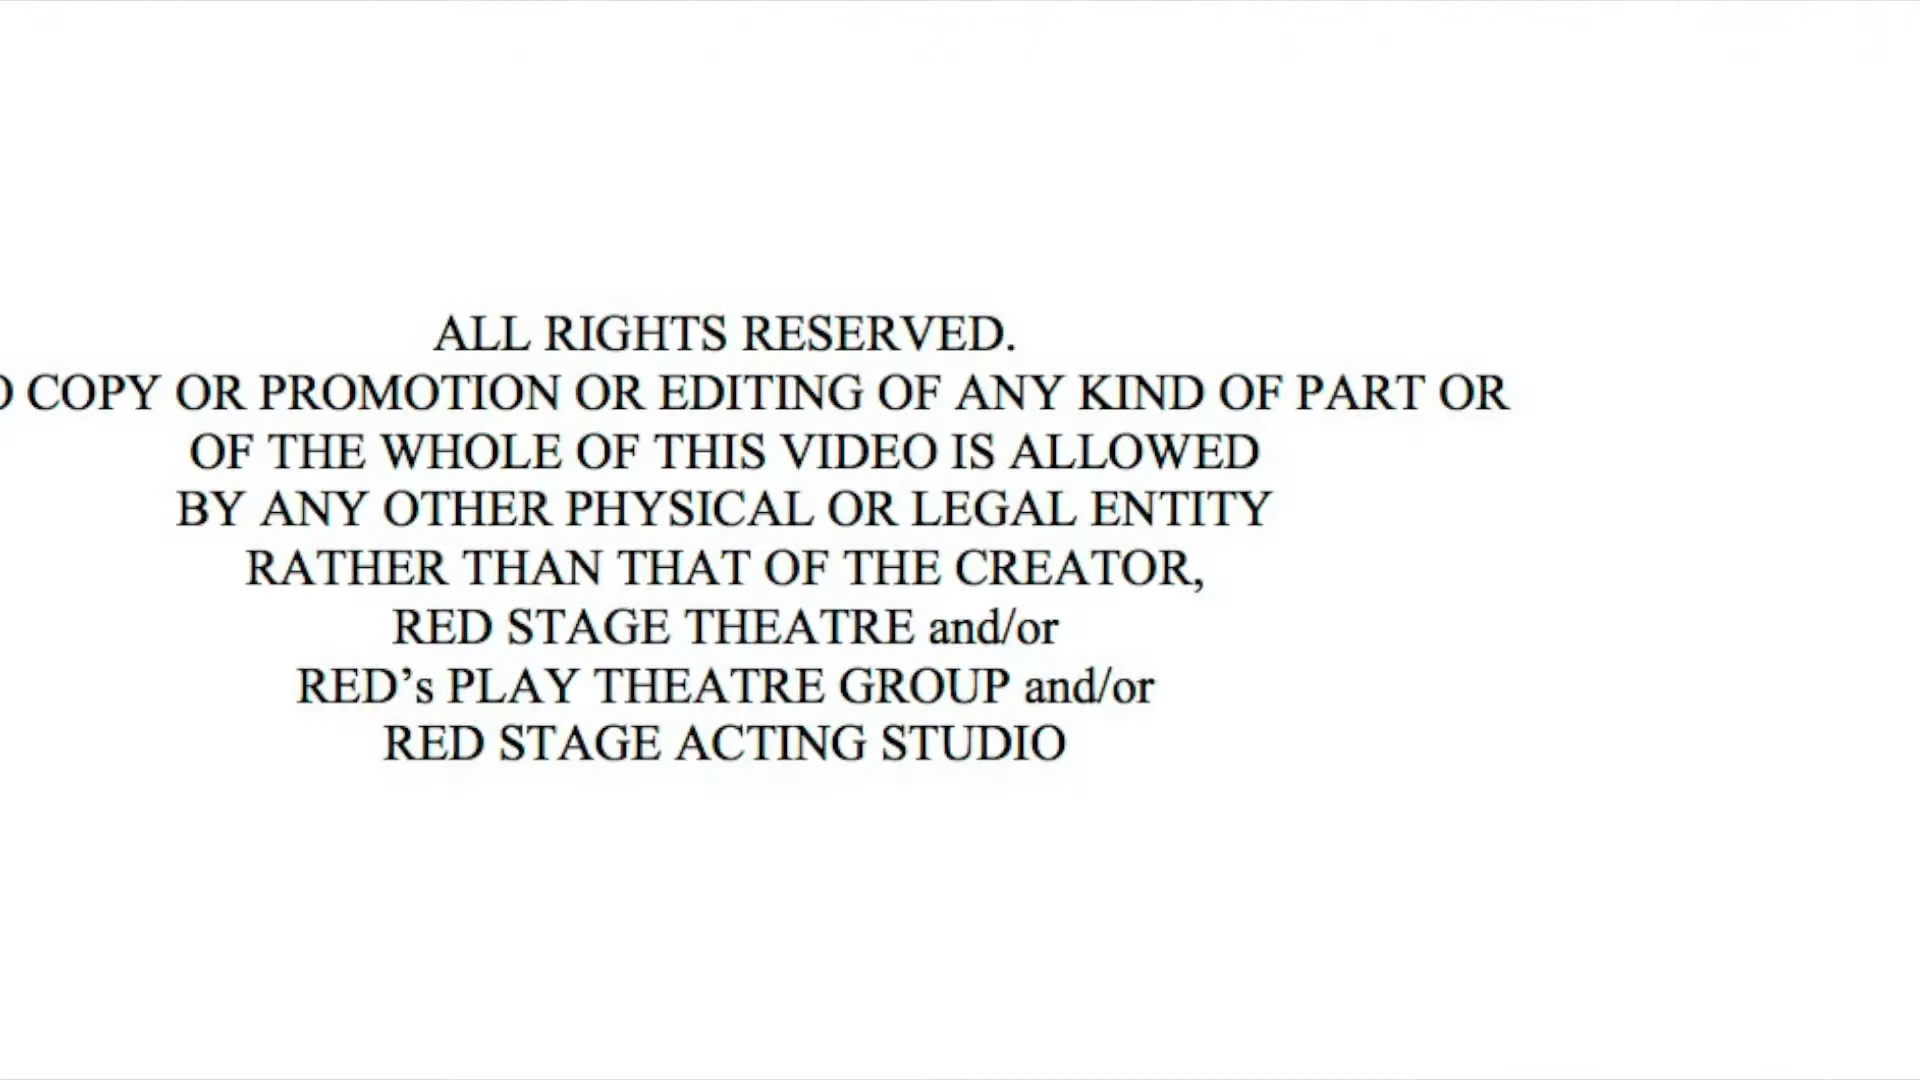 ALL RIGHTS RESERVED.
COPY OR PROMOTION OR EDITING OF ANY KIND OF PART OR
OF THE WHOLE OF THIS VIDEO IS ALLOWED
BY ANY OTHER PHYSICAL OR LEGAL ENTITY
RATHER THAN THAT OF THE CREATOR,
RED STAGE THEATRE and/or
RED’s PLAY THEATRE GROUP and/or
RED STAGE ACTING STUDIO